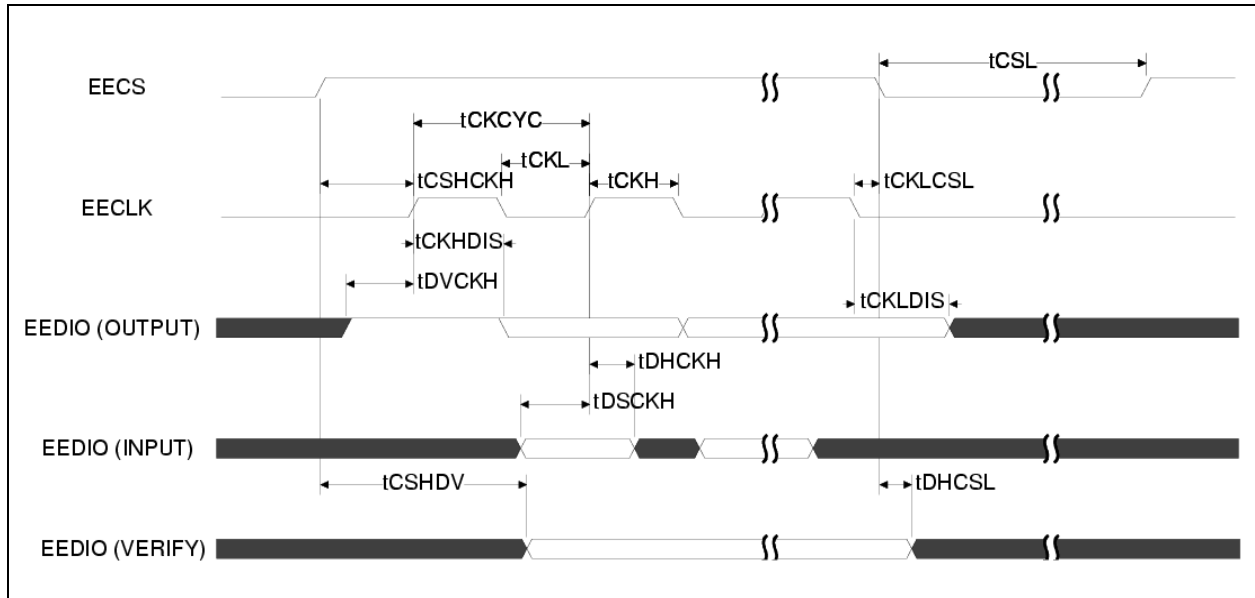 tCSL
EECS
tCKCYC
tCKL
tCSHCKH
tCKH
tCKLCSL
EECLK
tCKHDIS
tDVCKH
tCKLDIS
EEDIO (OUTPUT)
tDHCKH
tDSCKH
EEDIO (INPUT)
tCSHDV
tDHCSL
EEDIO (VERIFY)